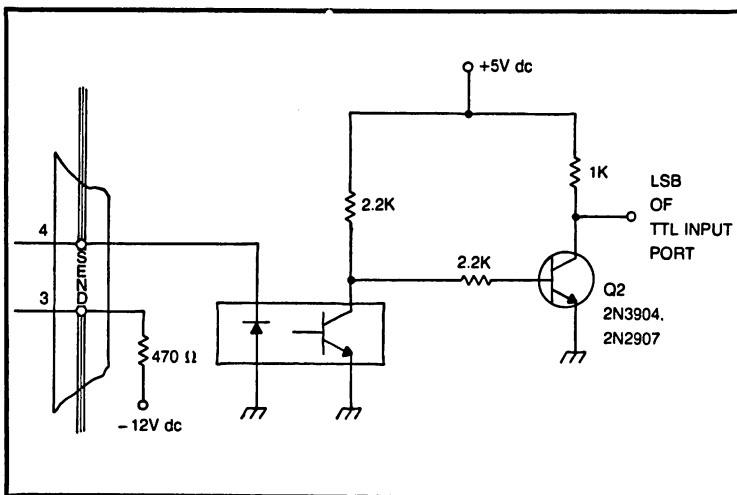 +5V dc
1K
LSB
OF
TTL INPUT
PORT
2.2K
4
SEND
2.2K
3
Q2
2N3904.
2N2907
470 Ω
-12V dc